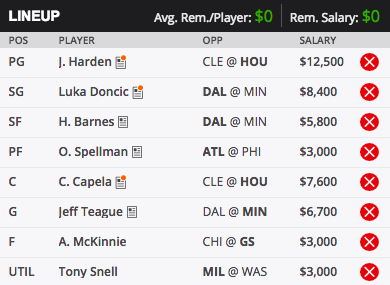 LINEUP Avg. Rem./Player: $0 Rem. Salary: $0
POS PLAYER OPP SALARY
PG J. Harden CLE @ HOU $12,500
SG Luka Doncic DAL @ MIN $8,400
SF H. Barnes DAL @ MIN $5,800
PF O. Spellman ATL @ PHI $3,000
C C. Capela CLE @ HOU $7,600
G Jeff Teague DAL @ MIN $6,700
F A. McKinnie CHI @ GS $3,000
UTIL Tony Snell MIL @ WAS $3,000